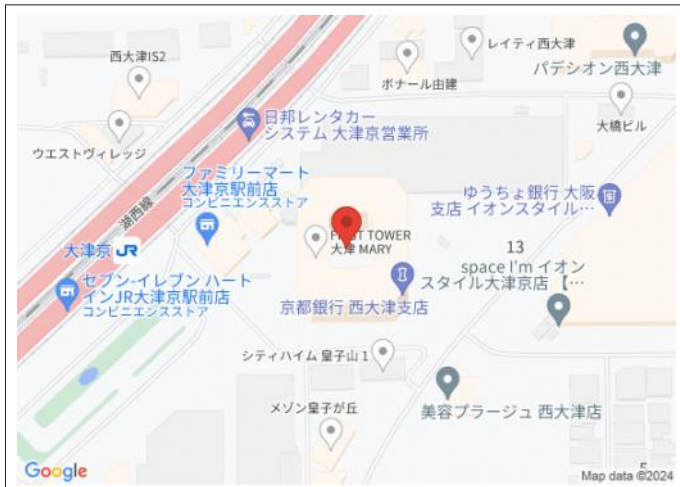 西大津IS2
レイティ西大津
ボナール由建
パデシオン西大津
日邦レンタカー
システム 大津京営業所
大橋ビル
ウエストヴィレッジ
湖西線
ファミリーマート
大津京駅前店
コンビニエンスストア
ゆうちょ銀行 大阪
支店 イオンスタイル…
TOWER
大津 MARY
大津京 JR
13
space I'm イオン
スタイル大津京店 【…
セブン-イレブン ハート
インJR大津京駅前店
コンビニエンスストア
京都銀行 西大津支店
シティハイム 皇子山 1
美容プラージュ 西大津店
メゾン皇子が丘
Google
Map data ©2024